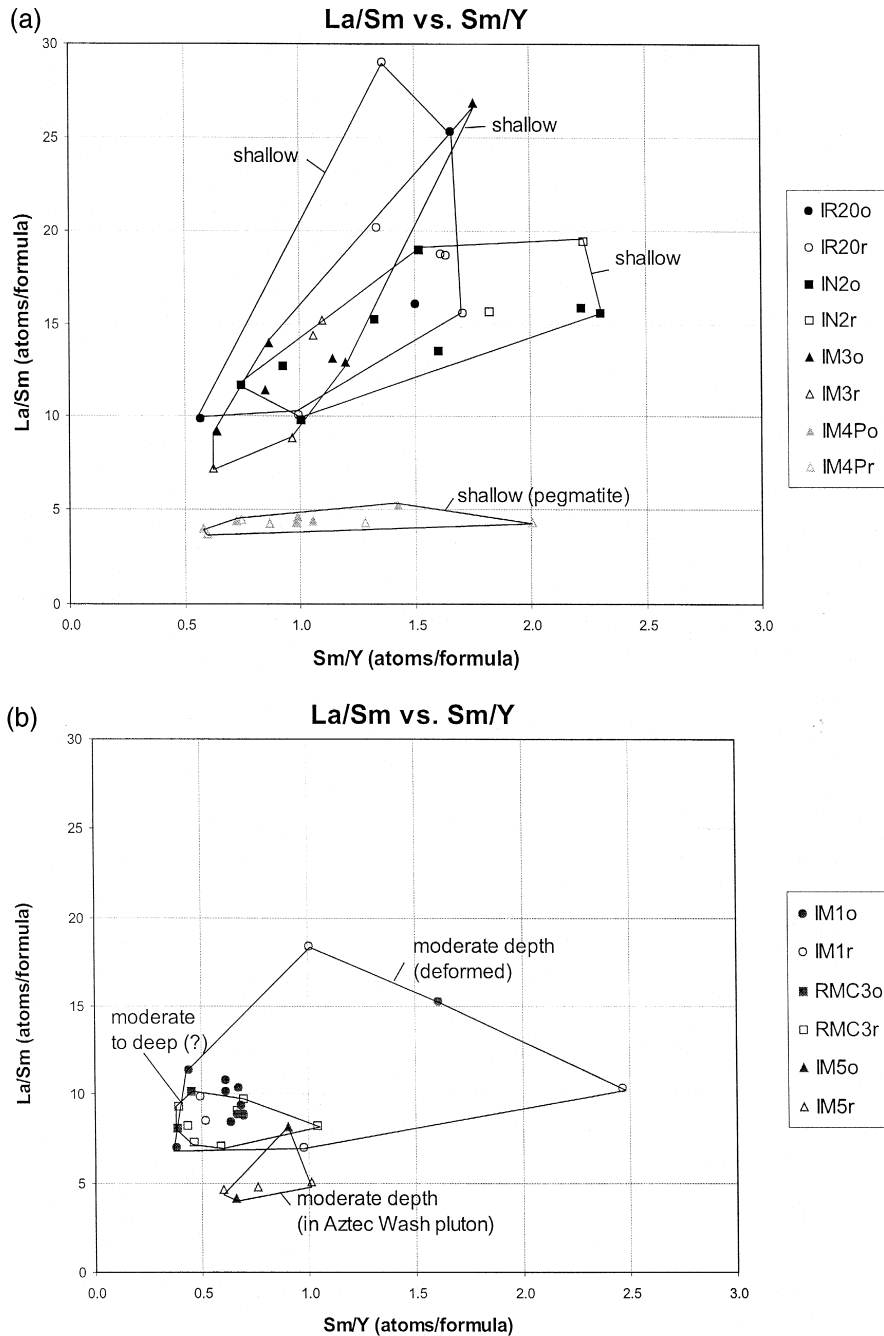 (a)
La/Sm vs. Sm/Y
30
25
20
15
10
5
0
La/Sm (atoms/formula)
shallow
shallow
shallow
shallow (pegmatite)
0.0 0.5 1.0 1.5 2.0 2.5 3.0
Sm/Y (atoms/formula)
IR20o
IR20r
IN2o
IN2r
IM3o
IM3r
IM4Po
IM4Pr
(b)
La/Sm vs. Sm/Y
30
25
20
15
10
5
0
La/Sm (atoms/formula)
moderate depth
(deformed)
moderate
to deep (?)
moderate depth
(in Aztec Wash pluton)
0.0 0.5 1.0 1.5 2.0 2.5 3.0
Sm/Y (atoms/formula)
IM1o
IM1r
RMC3o
RMC3r
IM5o
IM5r